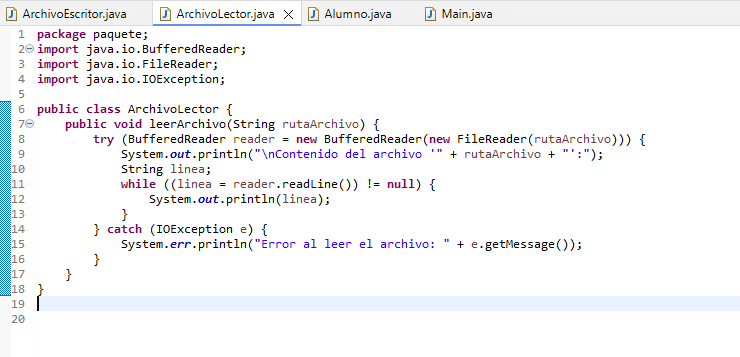 ArchivoEscritor.java ArchivoLector.java Alumno.java Main.java
1 package paquete;
2 import java.io.BufferedReader;
3 import java.io.FileReader;
4 import java.io.IOException;
5
6 public class ArchivoLector {
7     public void leerArchivo(String rutaArchivo) {
8         try (BufferedReader reader = new BufferedReader(new FileReader(rutaArchivo))) {
9             System.out.println("\nContenido del archivo '" + rutaArchivo + "':");
10             String linea;
11             while ((linea = reader.readLine()) != null) {
12                 System.out.println(linea);
13             }
14         } catch (IOException e) {
15             System.err.println("Error al leer el archivo: " + e.getMessage());
16         }
17     }
18 }
19
20